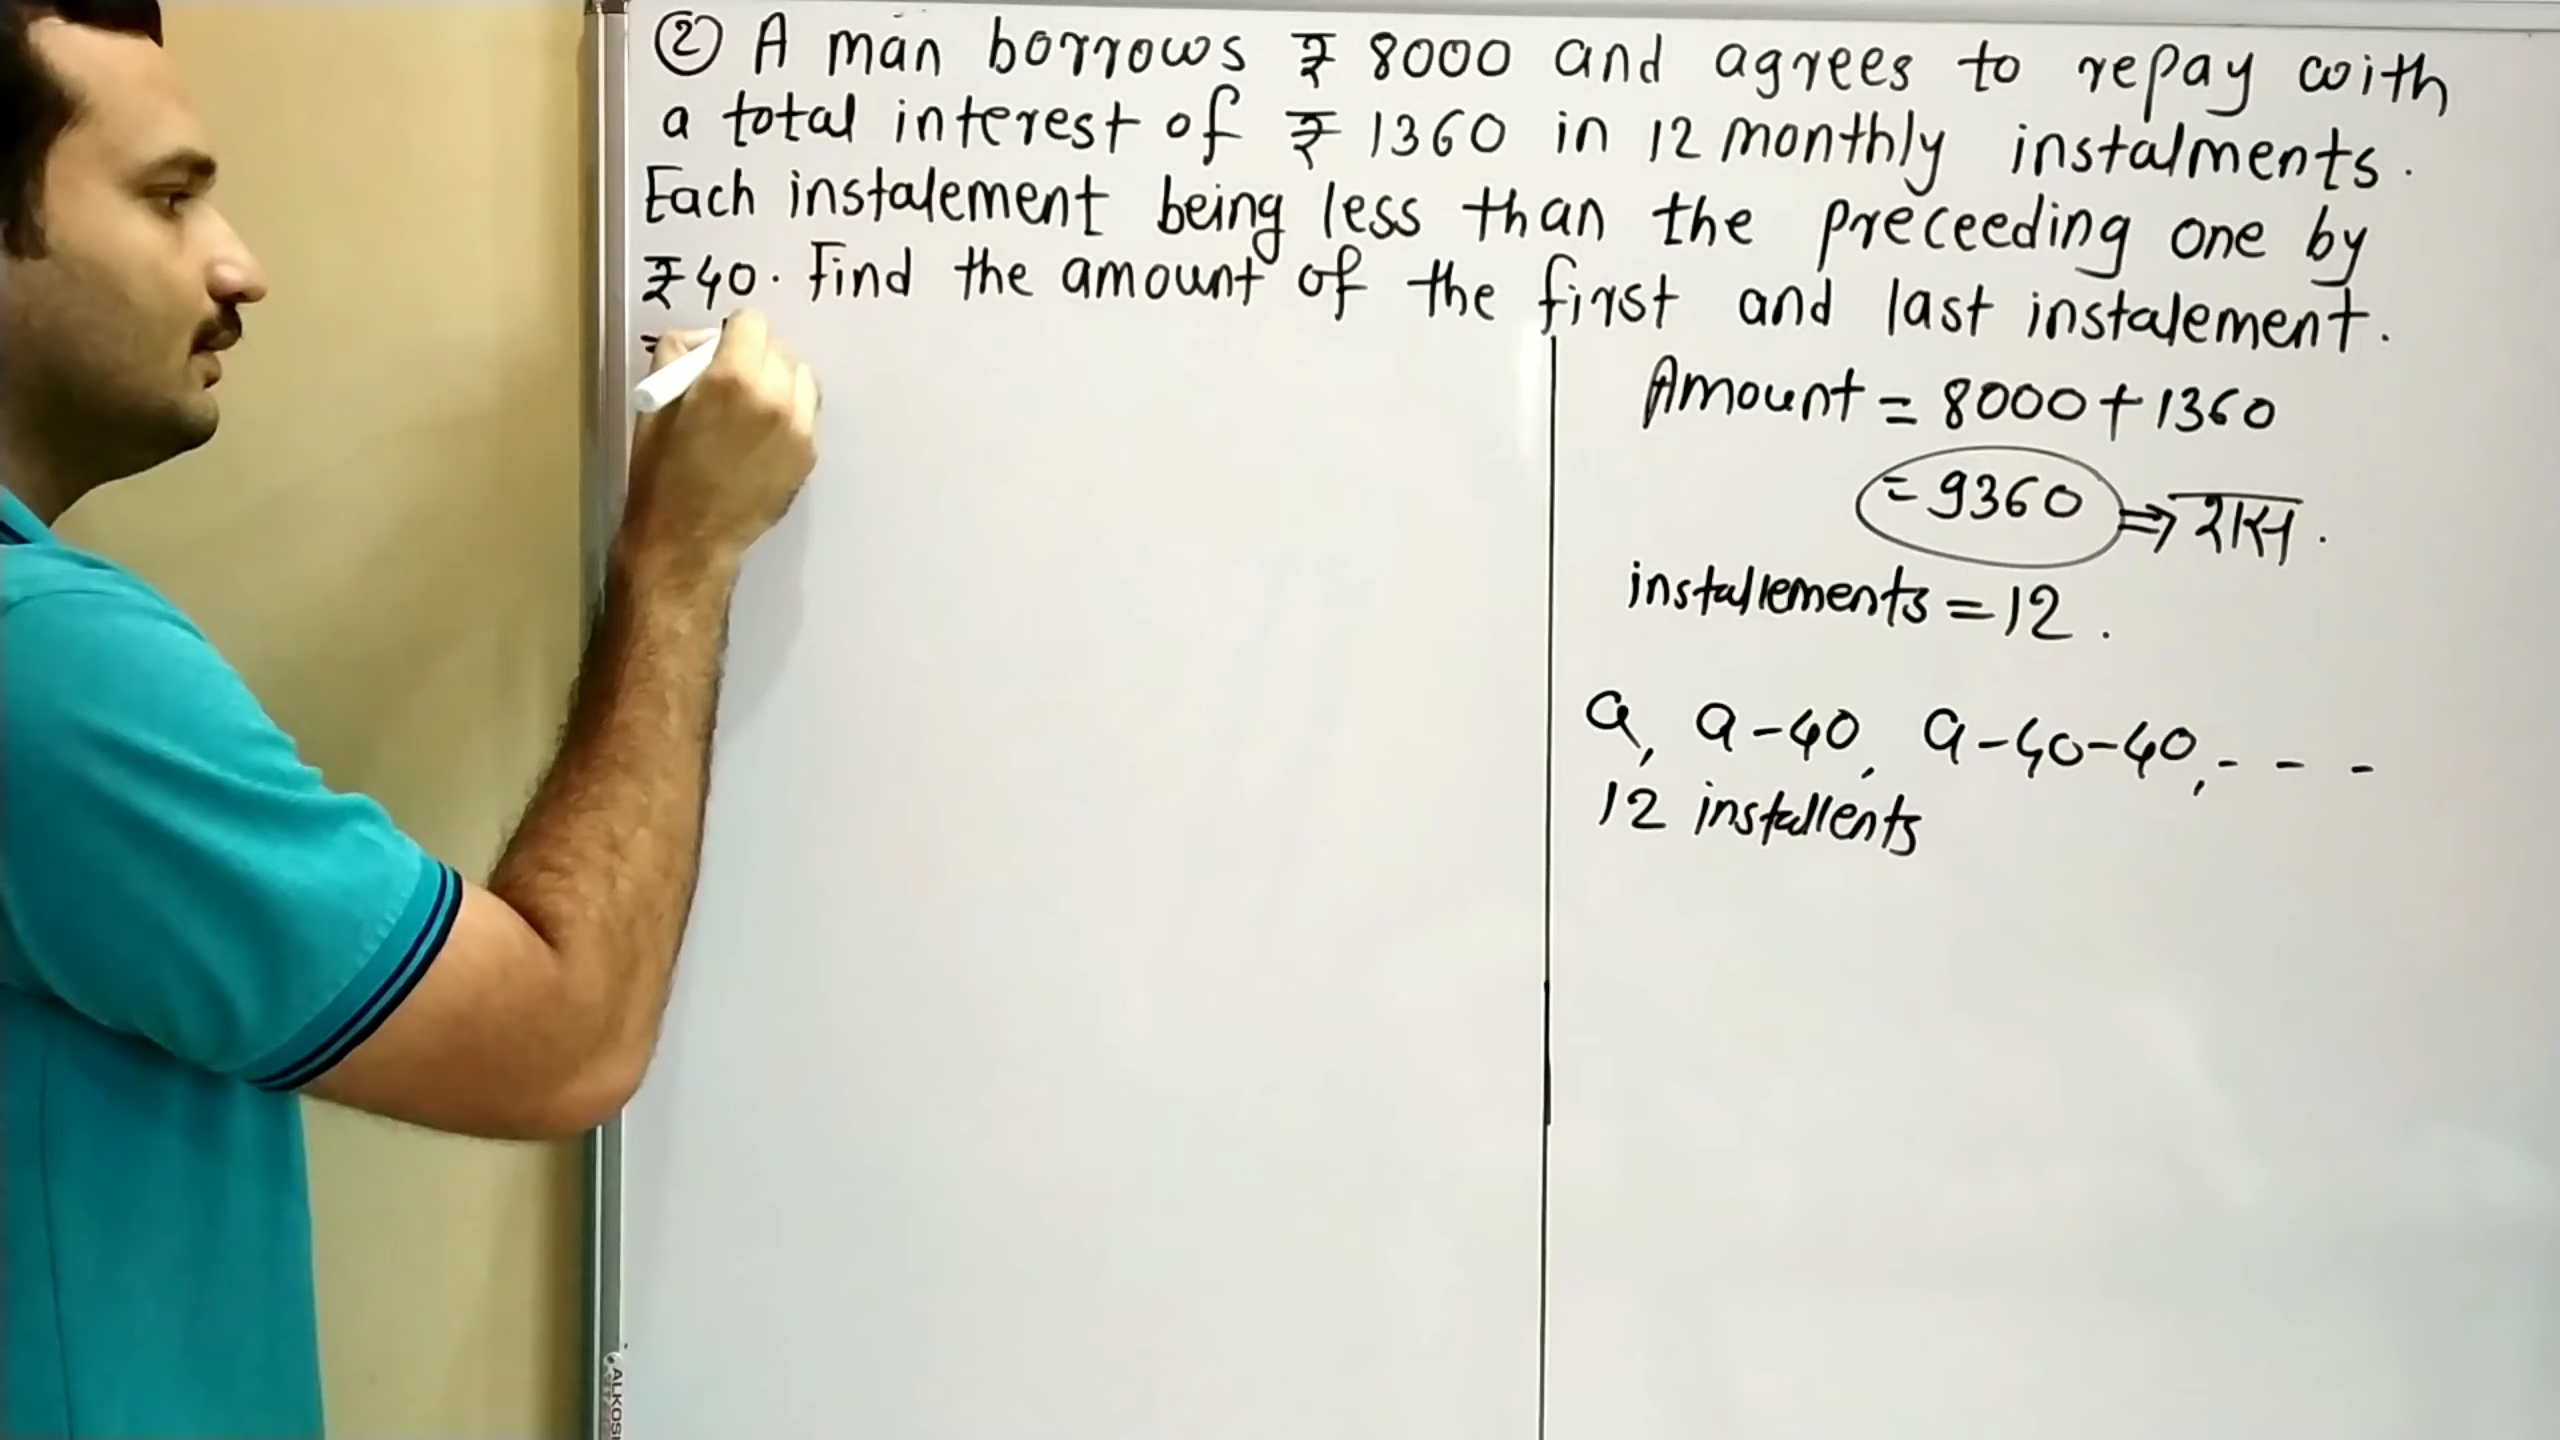 ② A man borrows ₹ 8000 and agrees to repay with
a total interest of ₹ 1360 in 12 monthly instalments.
Each instalement being less than the preceeding one by
₹40. Find the amount of the first and last instalement.
Amount = 8000 + 1360
= 9360 ⇒ रास.
installements = 12.
a, a-40, a-40-40, - - -
12 installents
ALKOSI